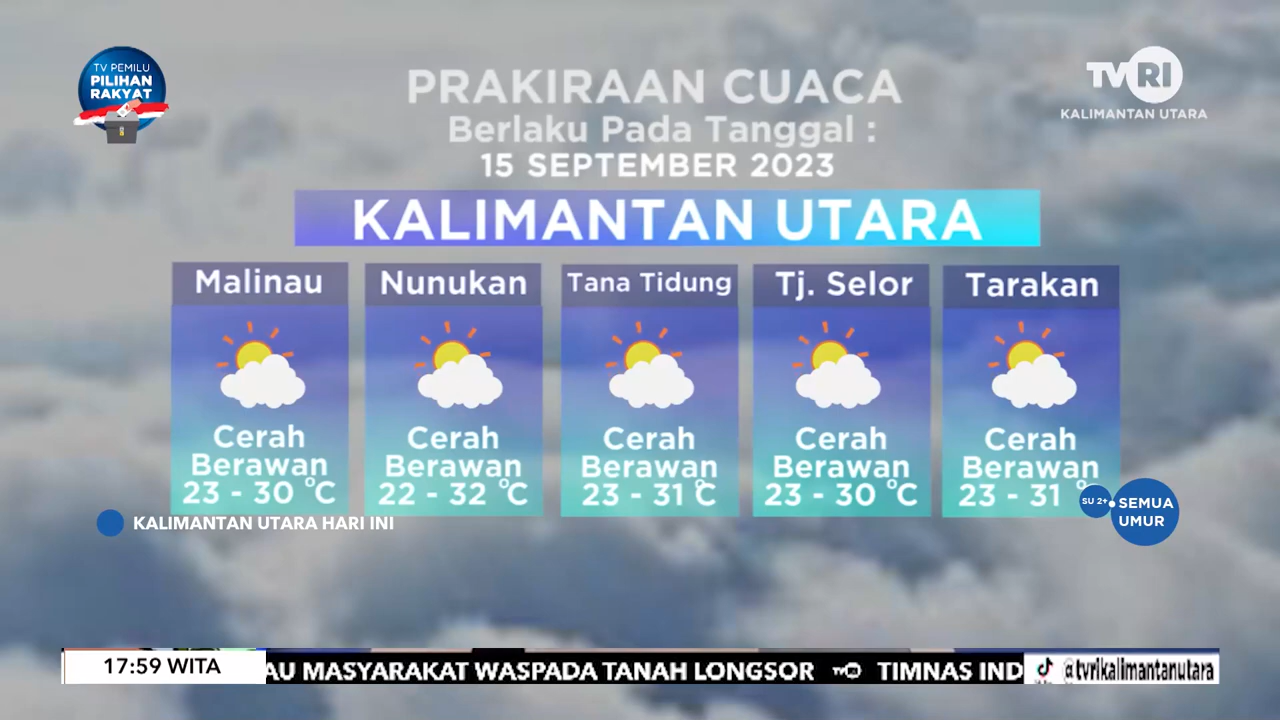 TV PEMILU
PILIHAN
RAKYAT
TVRI
KALIMANTAN UTARA
PRAKIRAAN CUACA
Berlaku Pada Tanggal :
15 SEPTEMBER 2023
KALIMANTAN UTARA
Malinau
Cerah
Berawan
23 - 30 °C
Nunukan
Cerah
Berawan
22 - 32 °C
Tana Tidung
Cerah
Berawan
23 - 31 °C
Tj. Selor
Cerah
Berawan
23 - 30 °C
Tarakan
Cerah
Berawan
23 - 31 °
SU 2+
SEMUA
UMUR
KALIMANTAN UTARA HARI INI
17:59 WITA
AU MASYARAKAT WASPADA TANAH LONGSOR TVRI TIMNAS IND
@tvrikalimantanutara